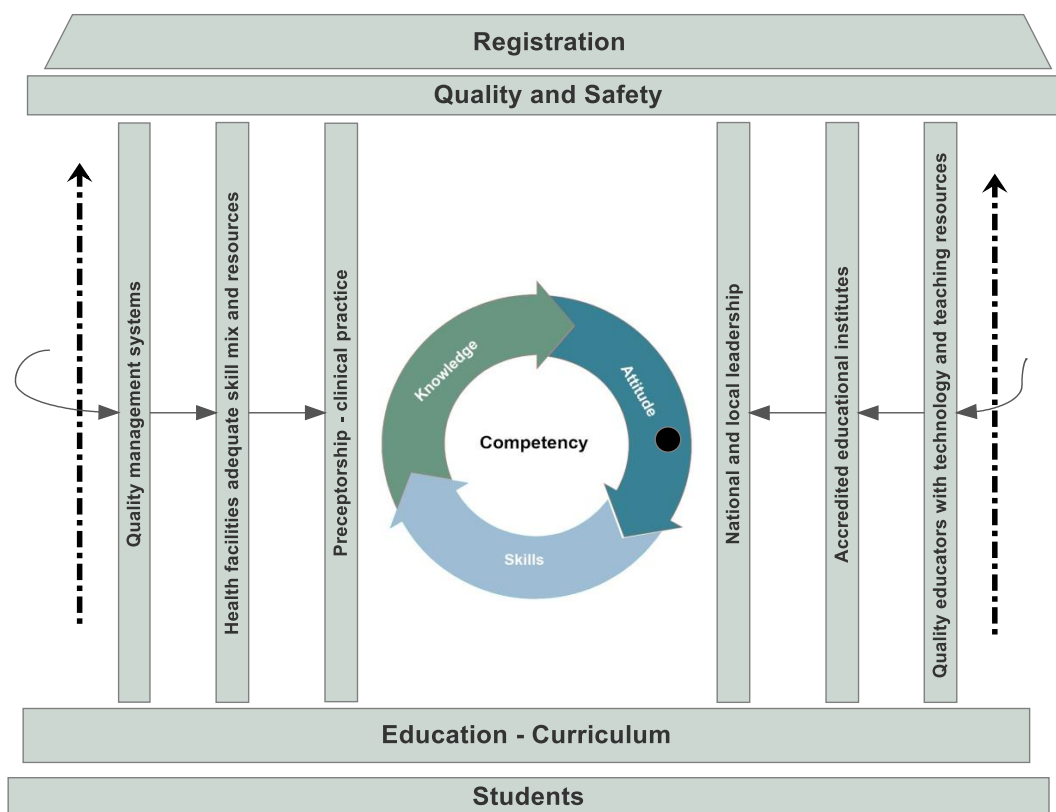 Registration
Quality and Safety
Quality management systems
Health facilities adequate skill mix and resources
Preceptorship - clinical practice
Knowledge
Attitude
Competency
Skills
National and local leadership
Accredited educational institutes
Quality educators with technology and teaching resources
Education - Curriculum
Students